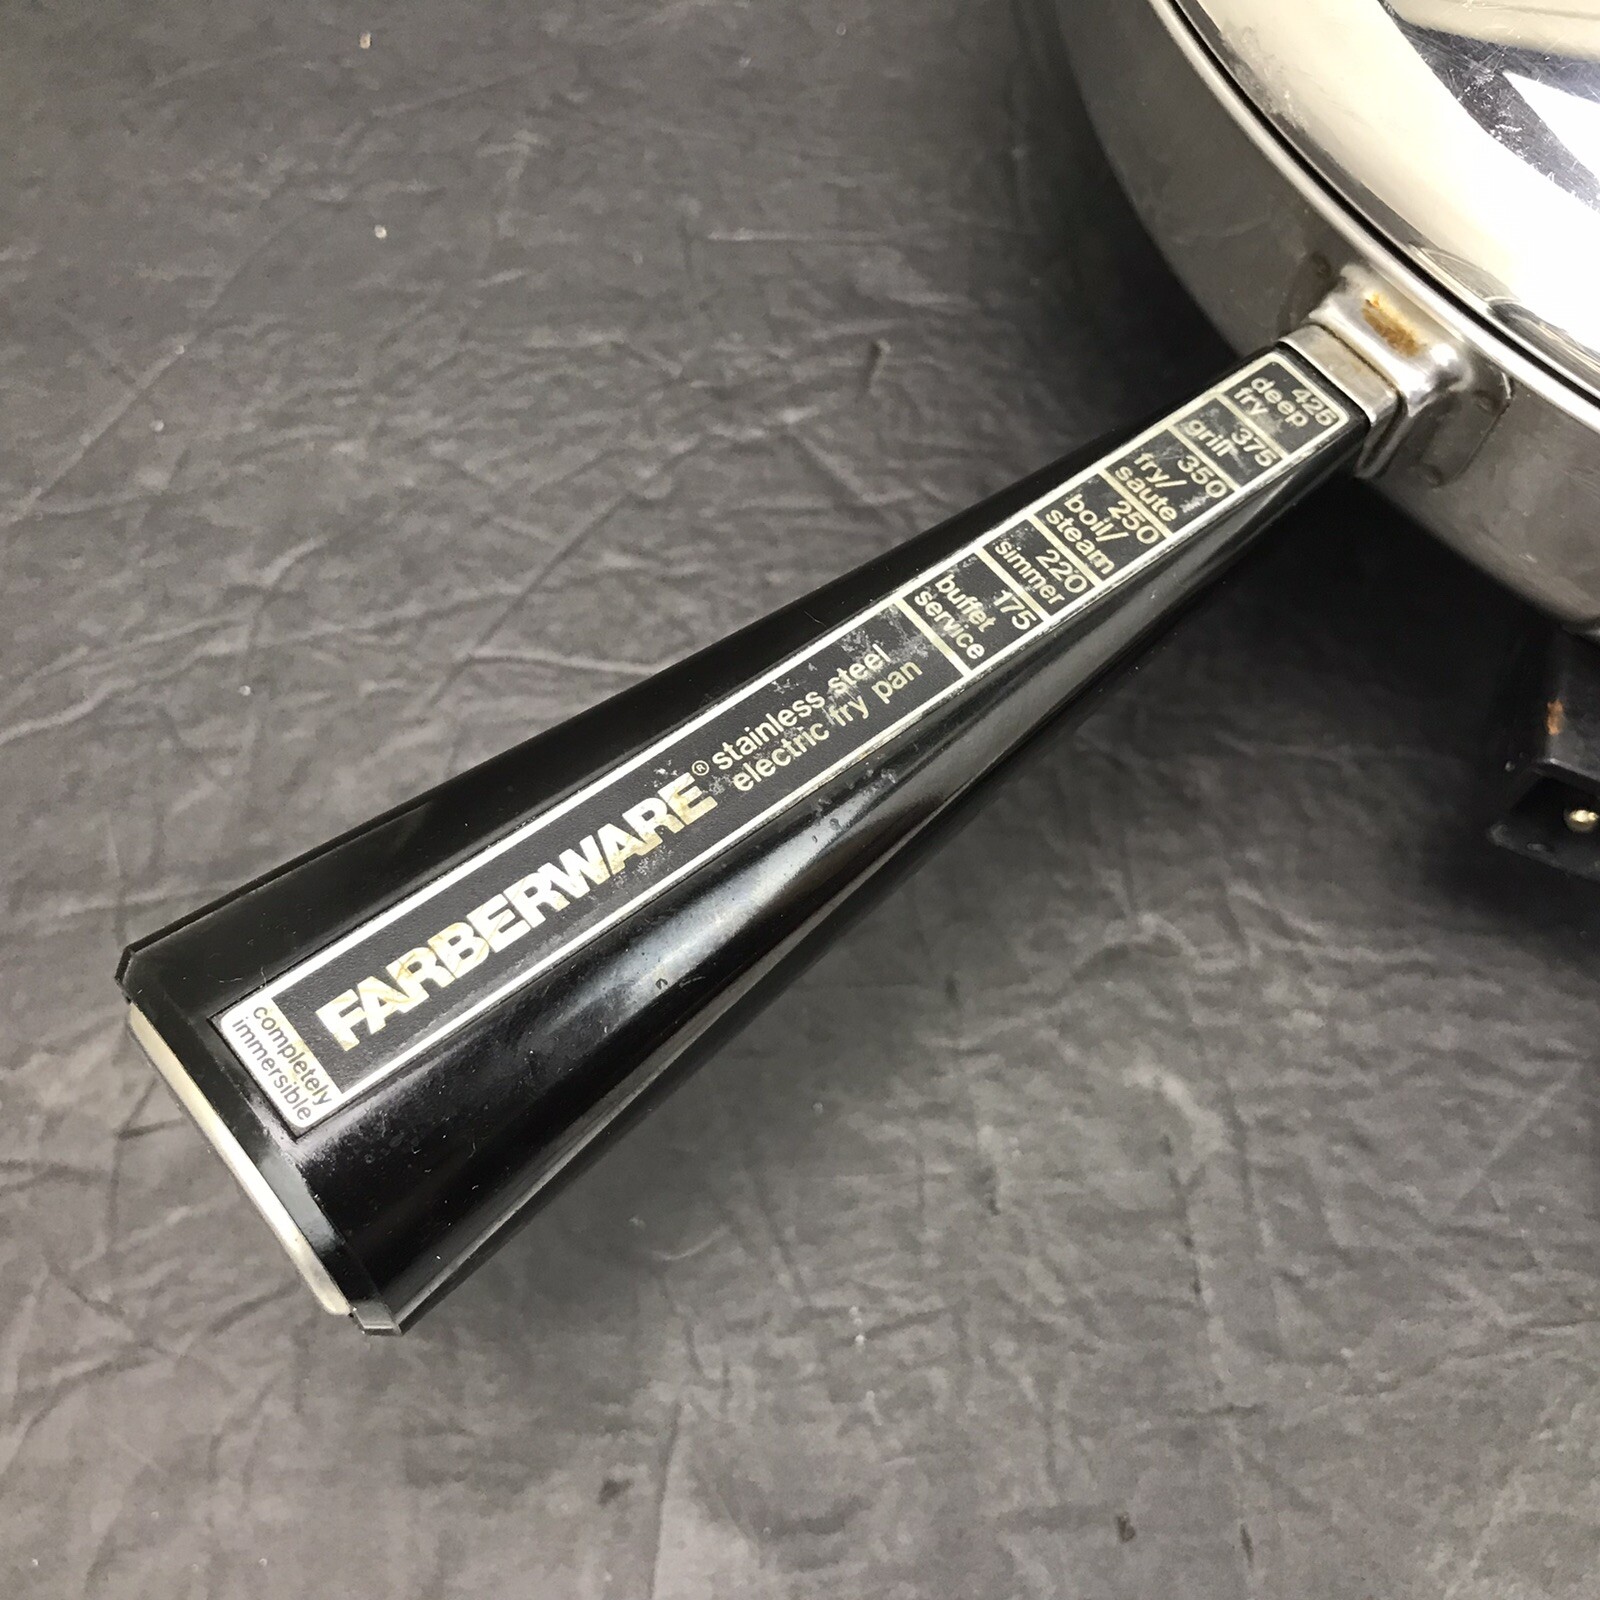 completely
immersible
FARBERWARE®
stainless steel
electric fry pan
175
buffet
service
220
simmer
250
boil/
steam
350
fry/
saute
375
grill
425
deep
fry